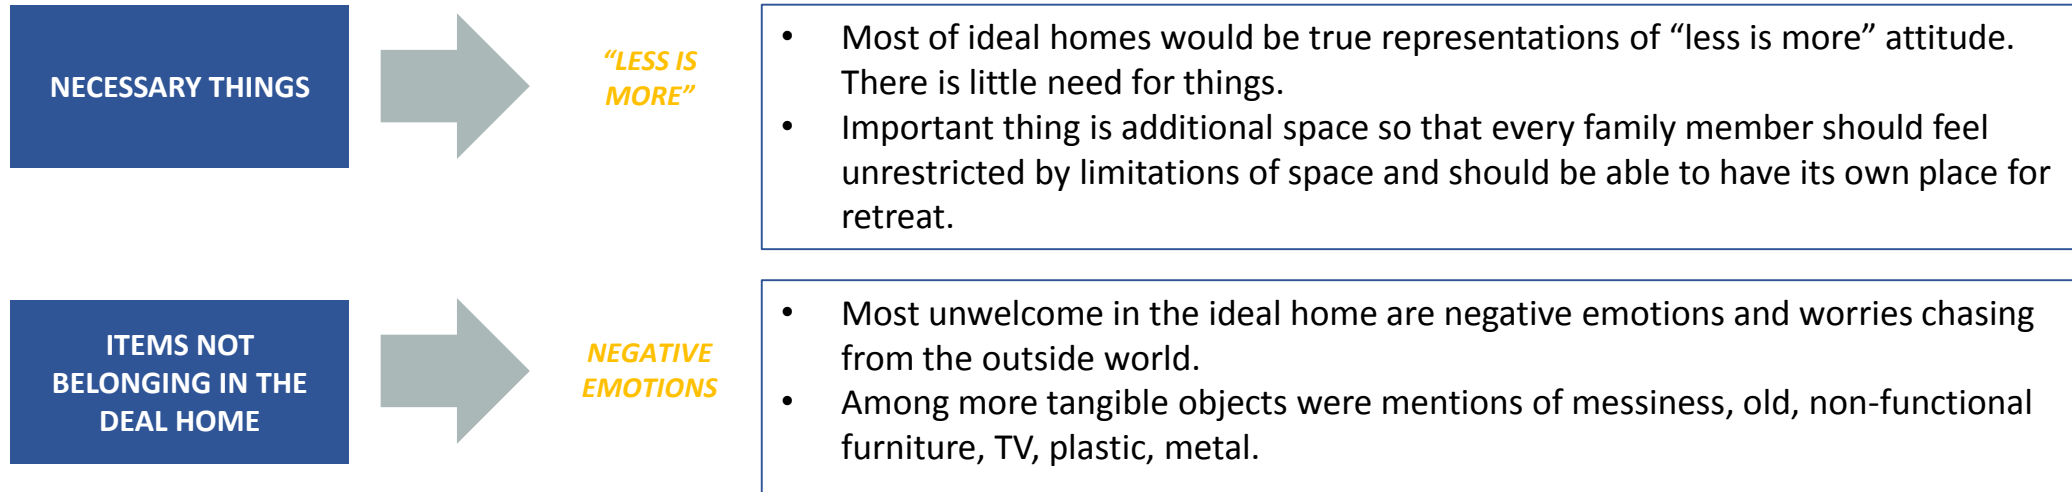 NECESSARY THINGS
“LESS IS
MORE”
• Most of ideal homes would be true representations of “less is more” attitude.
There is little need for things.
• Important thing is additional space so that every family member should feel
unrestricted by limitations of space and should be able to have its own place for
retreat.
ITEMS NOT
BELONGING IN THE
DEAL HOME
NEGATIVE
EMOTIONS
• Most unwelcome in the ideal home are negative emotions and worries chasing
from the outside world.
• Among more tangible objects were mentions of messiness, old, non-functional
furniture, TV, plastic, metal.